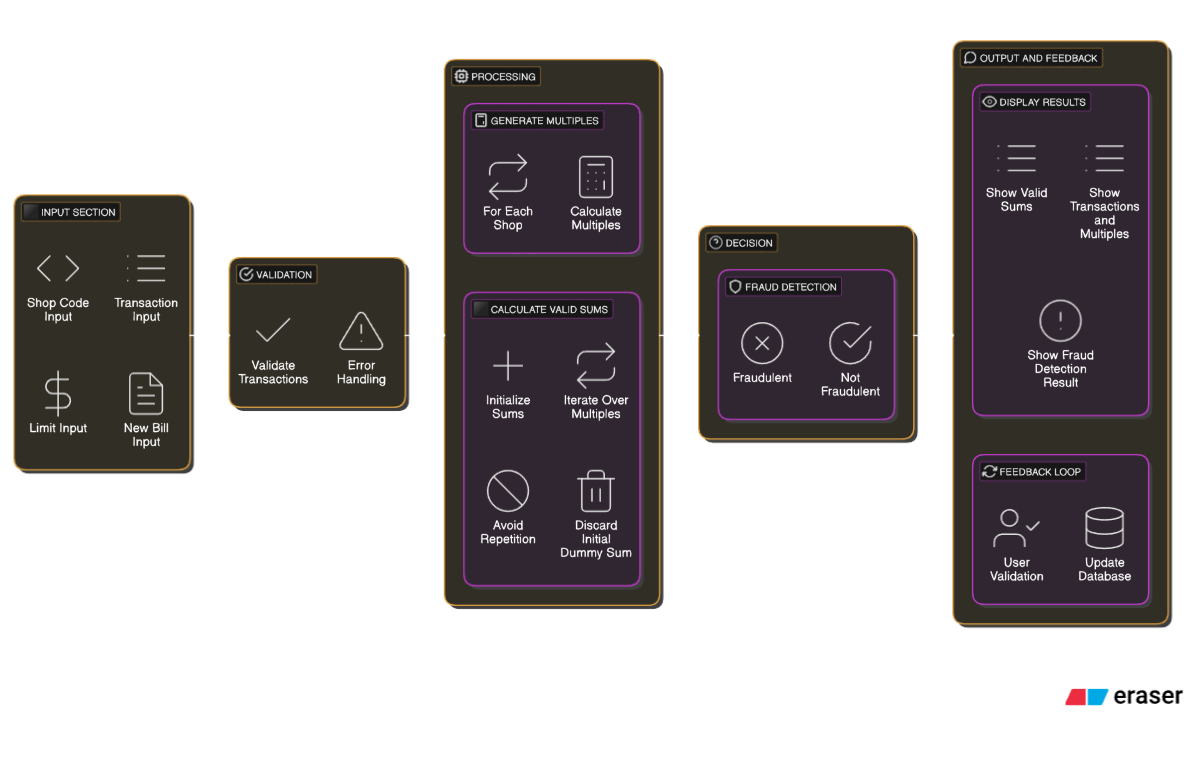 INPUT SECTION
Shop Code
Input
Transaction
Input
Limit Input
New Bill
Input
VALIDATION
Validate
Transactions
Error
Handling
PROCESSING
GENERATE MULTIPLES
For Each
Shop
Calculate
Multiples
CALCULATE VALID SUMS
Initialize
Sums
Iterate Over
Multiples
Avoid
Repetition
Discard
Initial
Dummy Sum
DECISION
FRAUD DETECTION
Fraudulent
Not
Fraudulent
OUTPUT AND FEEDBACK
DISPLAY RESULTS
Show Valid
Sums
Show
Transactions
and
Multiples
Show Fraud
Detection
Result
FEEDBACK LOOP
User
Validation
Update
Database
eraser